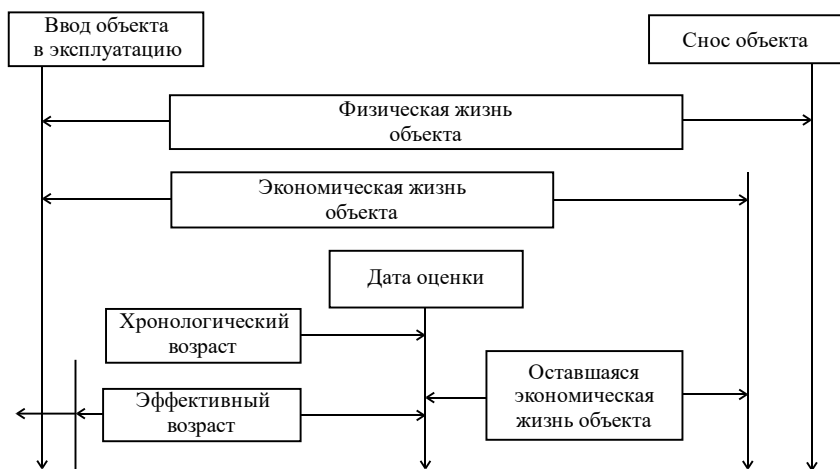 Ввод объекта
в эксплуатацию
Снос объекта
Физическая жизнь
объекта
Экономическая жизнь
объекта
Дата оценки
Хронологический
возраст
Оставшаяся
экономическая
жизнь объекта
Эффективный
возраст